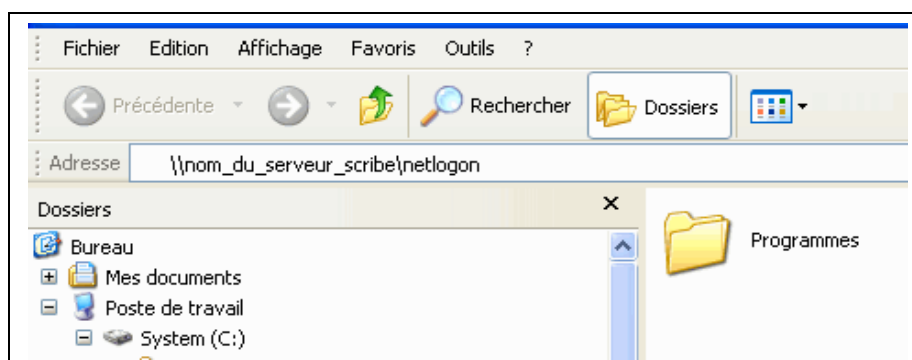 Fichier Edition Affichage Favoris Outils ?
Précédente Rechercher Dossiers
Adresse \\nom_du_serveur_scribe\netlogon
Dossiers
Bureau
Mes documents
Poste de travail
System (C:)
Programmes